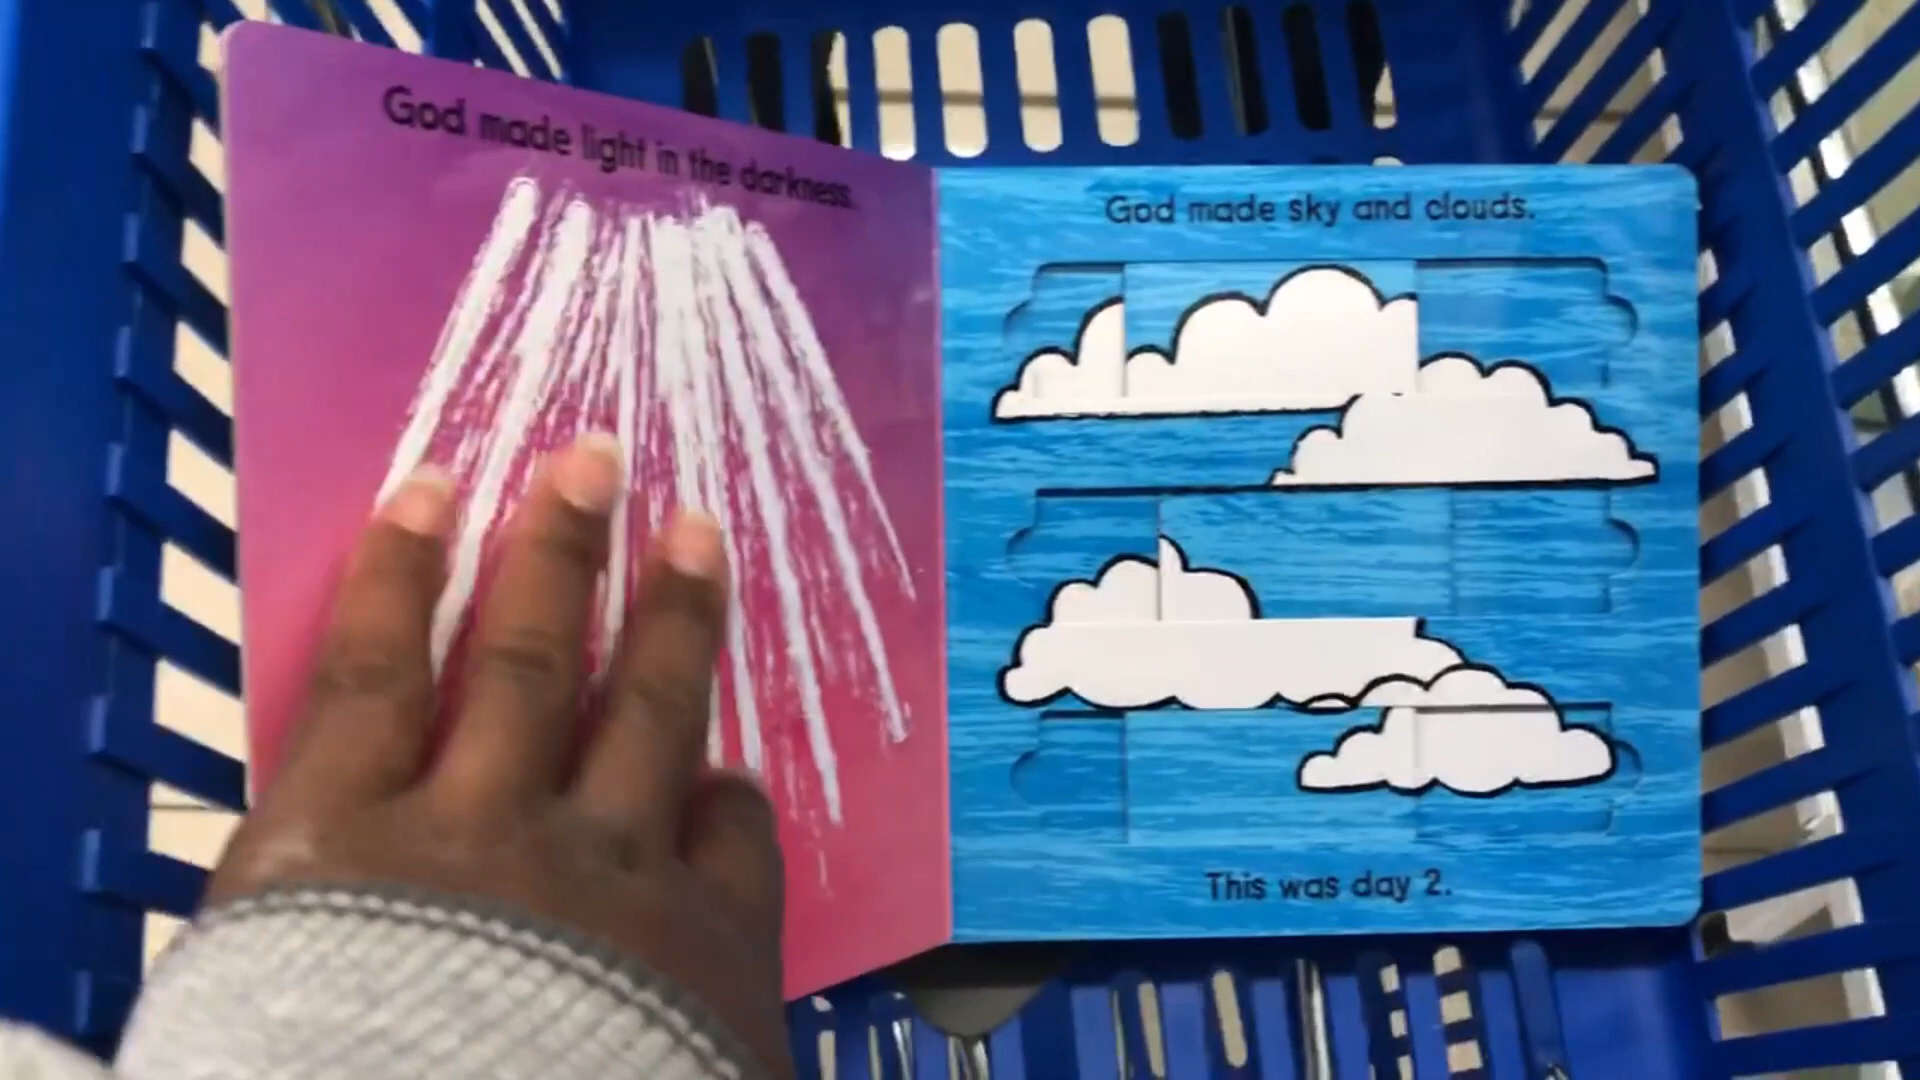 God made light in the darkness.
God made sky and clouds.
This was day 2.